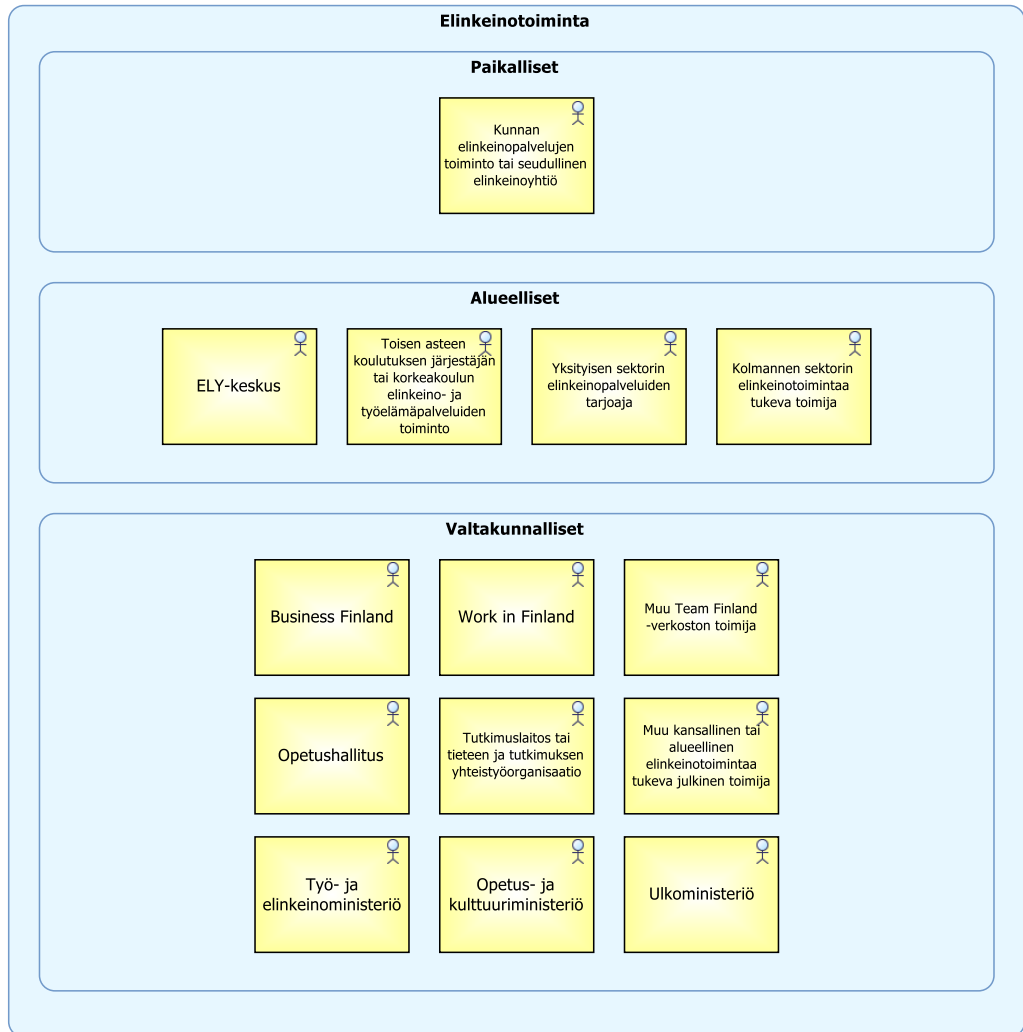 Elinkeinotoiminta
Paikalliset
Kunnan
elinkeinopalvelujen
toiminto tai seudullinen
elinkeinoyhtiö
Alueelliset
ELY-keskus
Toisen asteen
koulutuksen järjestäjän
tai korkeakoulun
elinkeino- ja
työelämäpalveluiden
toiminto
Yksityisen sektorin
elinkeinopalveluiden
tarjoaja
Kolmannen sektorin
elinkeinotoimintaa
tukeva toimija
Valtakunnalliset
Business Finland
Work in Finland
Muu Team Finland
-verkoston toimija
Opetushallitus
Tutkimuslaitos tai
tieteen ja tutkimuksen
yhteistyöorganisaatio
Muu kansallinen tai
alueellinen
elinkeinotoimintaa
tukeva julkinen toimija
Työ- ja
elinkeinoministeriö
Opetus- ja
kulttuuriministeriö
Ulkoministeriö